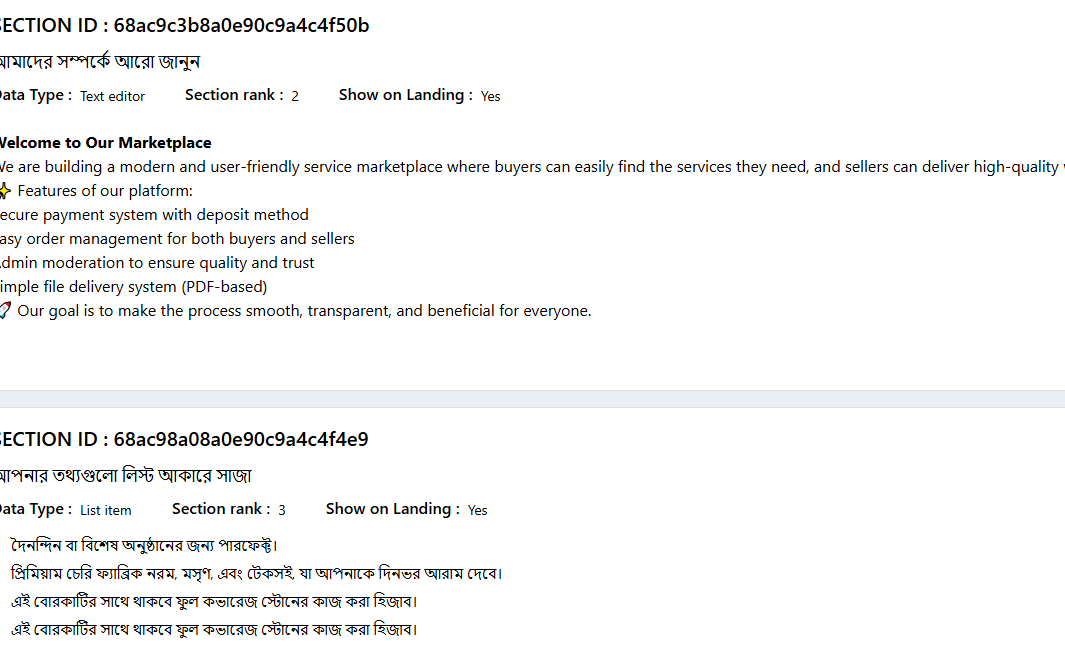 SECTION ID : 68ac9c3b8a0e90c9a4c4f50b
আমাদের সম্পর্কে আরো জানুন
Data Type : Text editor Section rank : 2 Show on Landing : Yes
Welcome to Our Marketplace
We are building a modern and user-friendly service marketplace where buyers can easily find the services they need, and sellers can deliver high-quality
✨ Features of our platform:
ecure payment system with deposit method
asy order management for both buyers and sellers
dmin moderation to ensure quality and trust
imple file delivery system (PDF-based)
🚀 Our goal is to make the process smooth, transparent, and beneficial for everyone.
SECTION ID : 68ac98a08a0e90c9a4c4f4e9
আপনার তথ্যগুলো লিস্ট আকারে সাজা
Data Type : List item Section rank : 3 Show on Landing : Yes
দৈনন্দিন বা বিশেষ অনুষ্ঠানের জন্য পারফেক্ট।
প্রিমিয়াম চেরি ফ্যাব্রিক নরম, মসৃণ, এবং টেকসই, যা আপনাকে দিনভর আরাম দেবে।
এই বোরকাটির সাথে থাকবে ফুল কভারেজ স্টোনের কাজ করা হিজাব।
এই বোরকাটির সাথে থাকবে ফুল কভারেজ স্টোনের কাজ করা হিজাব।